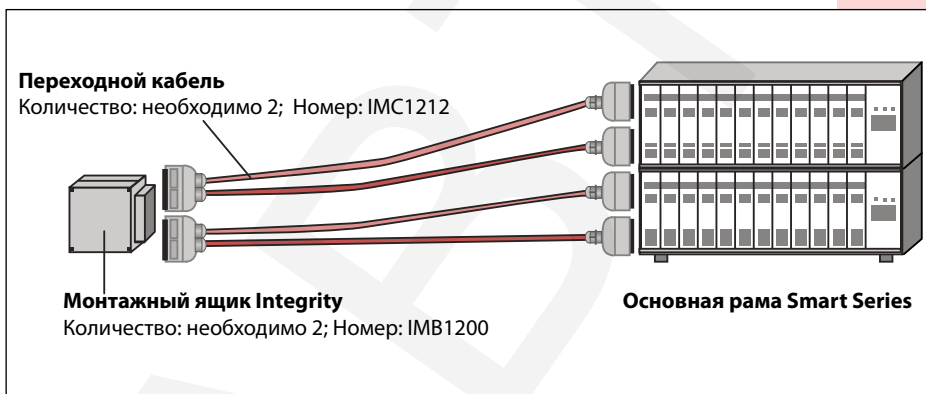 Переходной кабель
Количество: необходимо 2; Номер: IMC1212
Монтажный ящик Integrity
Количество: необходимо 2; Номер: IMB1200
Основная рама Smart Series